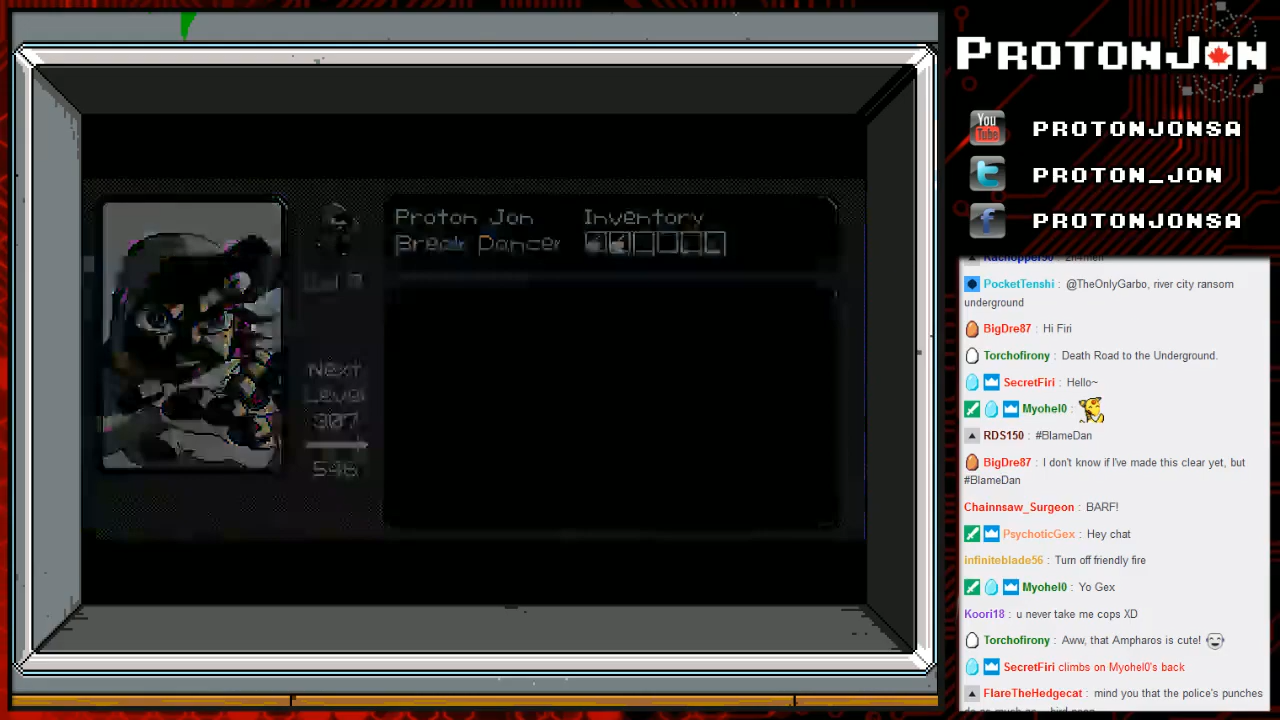 Proton Jon
Inventory
Break Dancer
Next
Level
307
546
PROTONJON
You
Tube
PROTONJONSA
PROTON_JON
PROTONJONSA
PocketTenshi : @TheOnlyGarbo, river city ransom
underground
BigDre87 : Hi Firi
Torchofirony : Death Road to the Underground.
SecretFiri : Hello~
Myohel0 :
RDS150 : #BlameDan
BigDre87 : I don't know if I've made this clear yet, but
#BlameDan
Chainnsaw_Surgeon : BARF!
PsychoticGex : Hey chat
infiniteblade56 : Turn off friendly fire
Myohel0 : Yo Gex
Koori18 : u never take me cops XD
Torchofirony : Aww, that Ampharos is cute!
SecretFiri climbs on Myohel0's back
FlareTheHedgecat : mind you that the police's punches